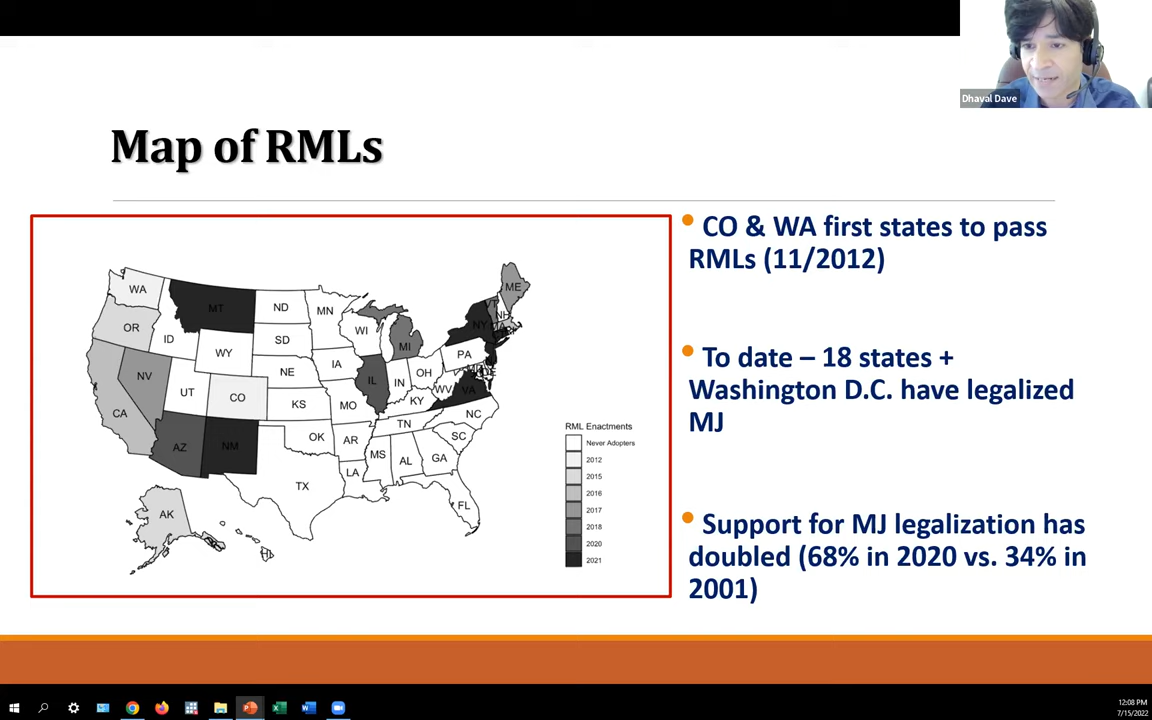 Dhaval Dave
Map of RMLs
CO & WA first states to pass
RMLs (11/2012)
To date – 18 states +
Washington D.C. have legalized
MJ
Support for MJ legalization has
doubled (68% in 2020 vs. 34% in
2001)
WA
MT
ND
MN
ME
VT
NH
OR
ID
SD
WI
NY
MA
WY
MI
IA
PA
NV
NE
OH
IL
IN
UT
CO
WV
VA
CA
KS
MO
KY
NC
AZ
NM
OK
AR
TN
SC
MS
AL
GA
LA
TX
FL
AK
HI
RML Enactments
Never Adopters
2012
2015
2016
2017
2018
2020
2021
12:08 PM
7/15/2022